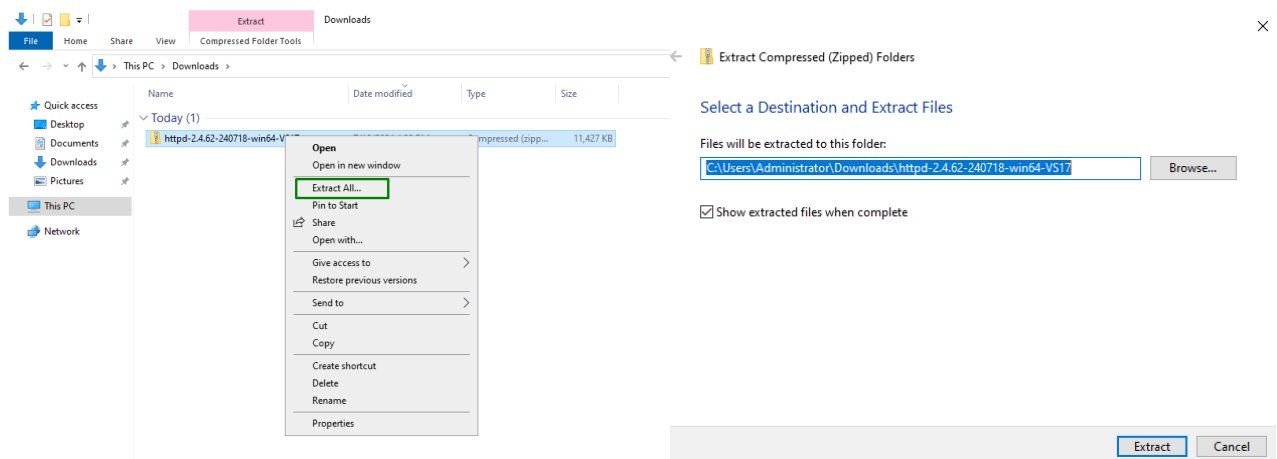 Extract
Downloads
File
Home
Share
View
Compressed Folder Tools
This PC
Downloads
Name
Date modified
Type
Size
Quick access
Desktop
Documents
Downloads
Pictures
This PC
Network
Today (1)
httpd-2.4.62-240718-win64-VS17
(zipp...
11,427 KB
Open
Open in new window
Extract All...
Pin to Start
Share
Open with...
Give access to
Restore previous versions
Send to
Cut
Copy
Create shortcut
Delete
Rename
Properties
Extract Compressed (Zipped) Folders
Select a Destination and Extract Files
Files will be extracted to this folder:
C:\Users\Administrator\Downloads\httpd-2.4.62-240718-win64-VS17
Browse...
Show extracted files when complete
Extract
Cancel